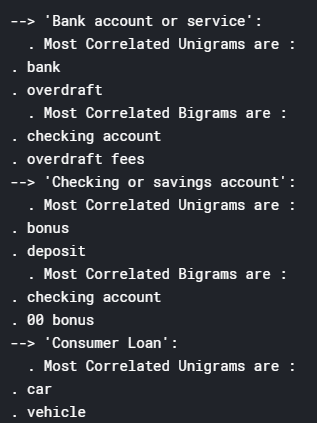 --> 'Bank account or service':
. Most Correlated Unigrams are :
. bank
. overdraft
. Most Correlated Bigrams are :
. checking account
. overdraft fees
--> 'Checking or savings account':
. Most Correlated Unigrams are :
. bonus
. deposit
. Most Correlated Bigrams are :
. checking account
. 00 bonus
--> 'Consumer Loan':
. Most Correlated Unigrams are :
. car
. vehicle